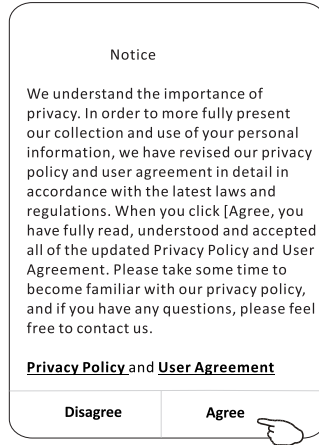 Notice
We understand the importance of
privacy. In order to more fully present
our collection and use of your personal
information, we have revised our privacy
policy and user agreement in detail in
accordance with the latest laws and
regulations. When you click [Agree, you
have fully read, understood and accepted
all of the updated Privacy Policy and User
Agreement. Please take some time to
become familiar with our privacy policy,
and if you have any questions, please feel
free to contact us.
Privacy Policy and User Agreement
Disagree Agree